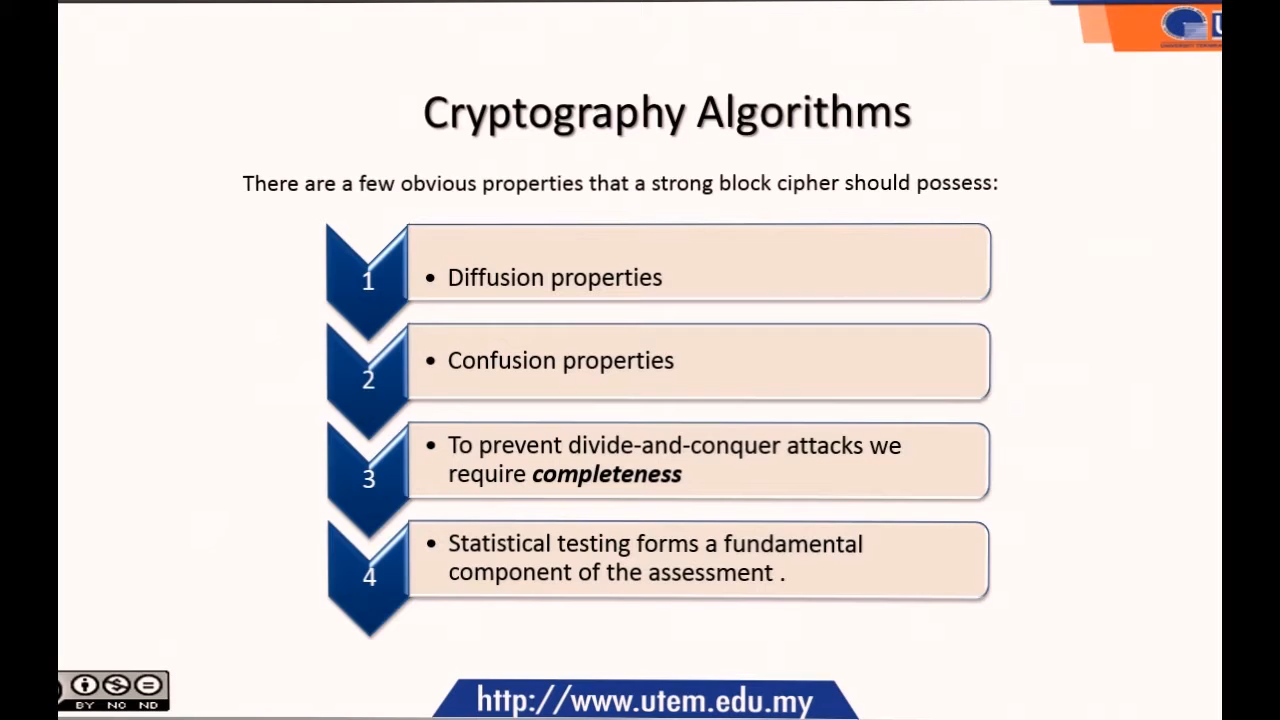 Cryptography Algorithms
There are a few obvious properties that a strong block cipher should possess:
1
• Diffusion properties
2
• Confusion properties
3
• To prevent divide-and-conquer attacks we
require completeness
4
• Statistical testing forms a fundamental
component of the assessment .
BY NC ND
http://www.utem.edu.my